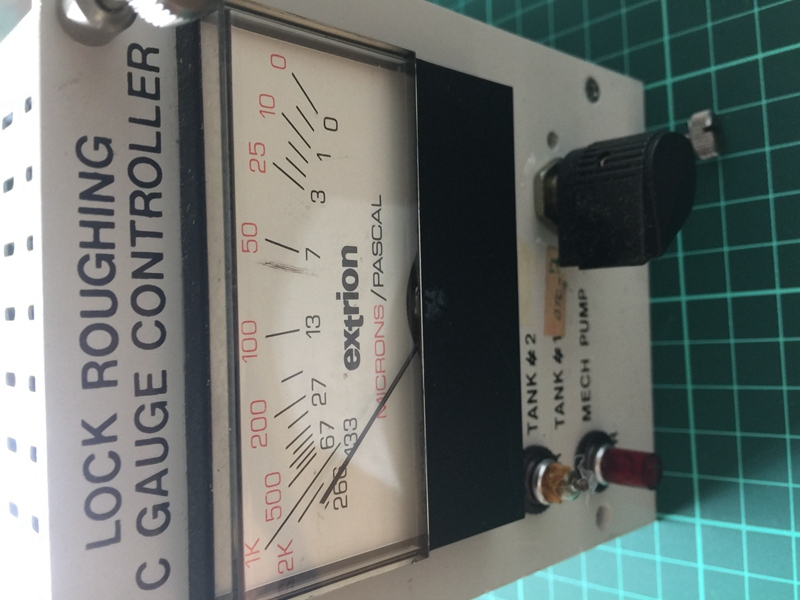 LOCK ROUGHING
C GAUGE CONTROLLER
2K 1K 500 200 100 50 25 10 0
266 133 67 27 13 7 3 1 0
extrion
MICRONS/PASCAL
TANK #2
TANK #1
MECH PUMP